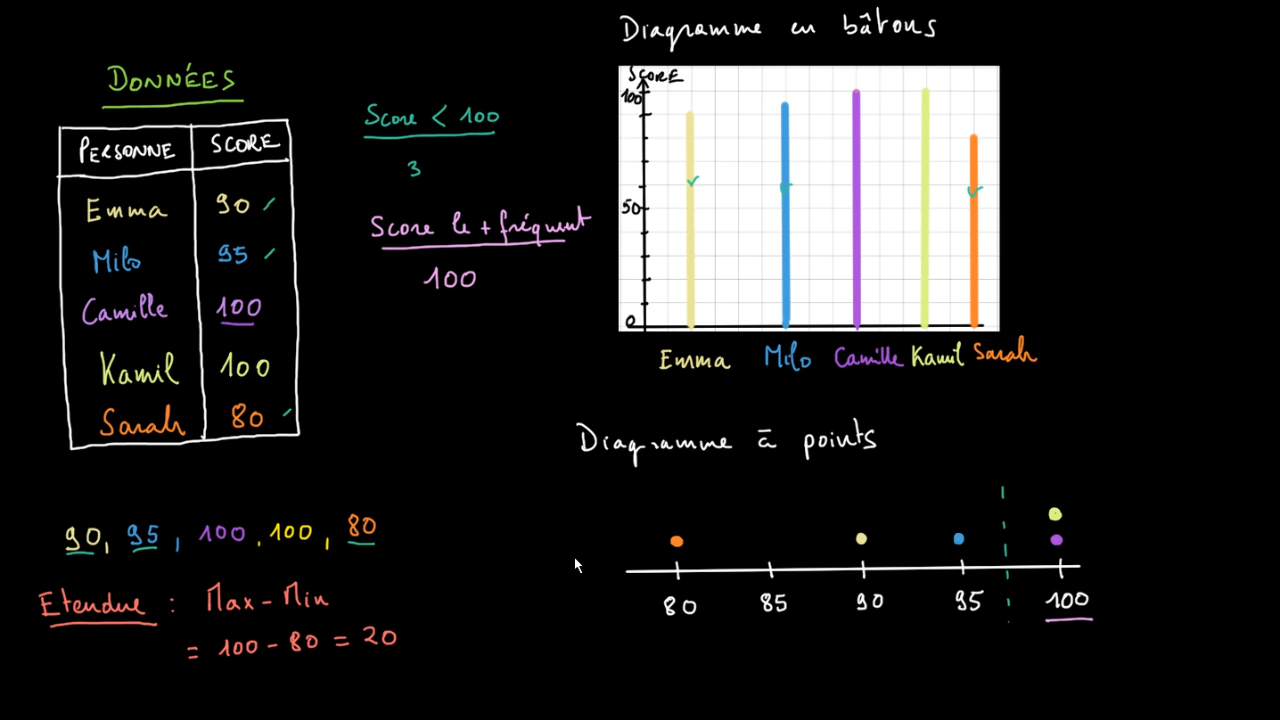 DONNÉES
PERSONNE SCORE
Emma 90
Milo 95
Camille 100
Kamil 100
Sarah 80
Score < 100
3
Score le + fréquent
100
90, 95, 100, 100, 80
Etendue : Max - Min
= 100 - 80 = 20
Diagramme en bâtons
SCORE
100
50
0
Emma Milo Camille Kamil Sarah
Diagramme à points
80 85 90 95 100